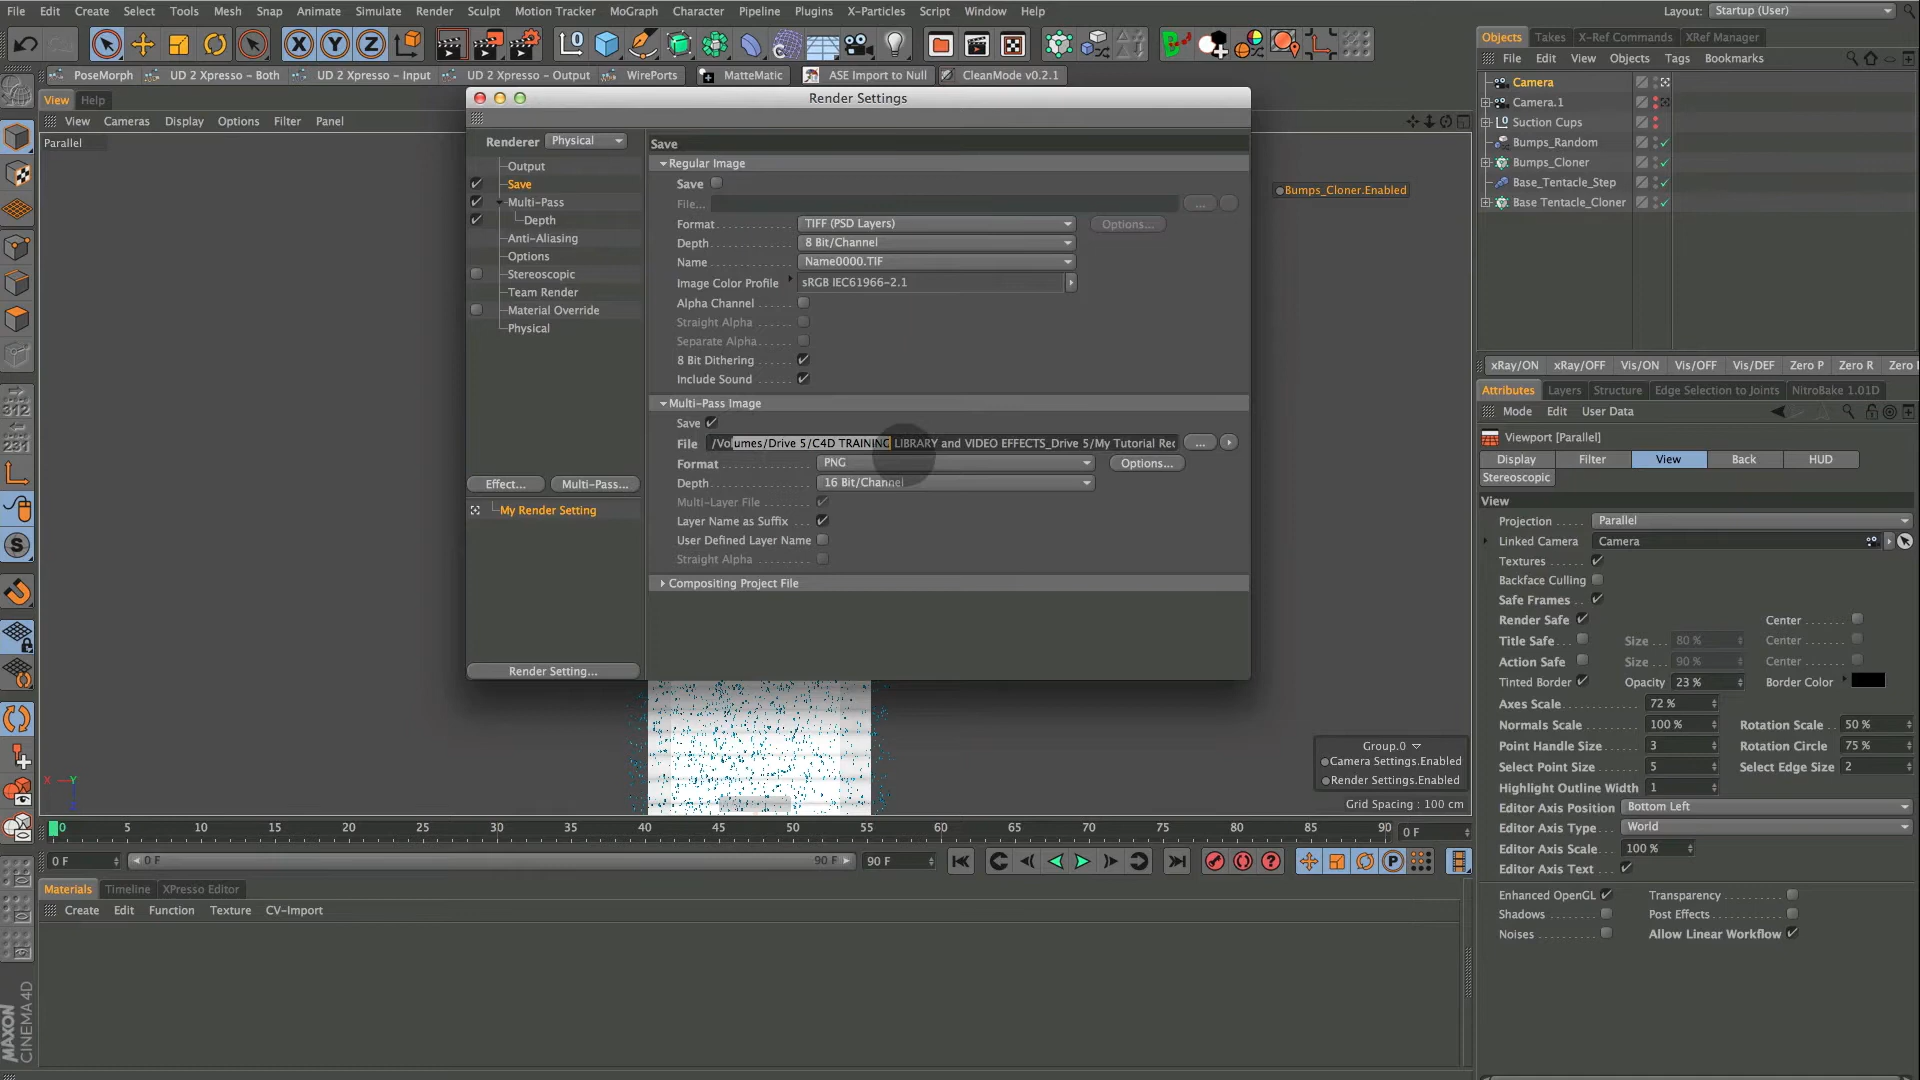 File Edit Create Select Tools Mesh Snap Animate Simulate Render Sculpt Motion Tracker MoGraph Character Pipeline Plugins X-Particles Script Window Help
Layout: Startup (User)
X Y Z
PoseMorph UD 2 Xpresso - Both UD 2 Xpresso - Input UD 2 Xpresso - Output WirePorts MatteMatic ASE Import to Null CleanMode v0.2.1
View Help
View Cameras Display Options Filter Panel
Parallel
Render Settings
Renderer Physical
Output
Save
Multi-Pass
Depth
Anti-Aliasing
Options
Stereoscopic
Team Render
Material Override
Physical
Effect... Multi-Pass...
My Render Setting
Render Setting...
Save
Regular Image
Save
File...
Format TIFF (PSD Layers) Options...
Depth 8 Bit/Channel
Name Name0000.TIF
Image Color Profile sRGB IEC61966-2.1
Alpha Channel
Straight Alpha
Separate Alpha
8 Bit Dithering
Include Sound
Multi-Pass Image
Save
File /Volumes/Drive 5/C4D TRAINING LIBRARY and VIDEO EFFECTS_Drive 5/My Tutorial Rec ...
Format PNG Options...
Depth 16 Bit/Channel
Multi-Layer File
Layer Name as Suffix
User Defined Layer Name
Straight Alpha
Compositing Project File
Bumps_Cloner.Enabled
Group.0
Camera Settings.Enabled
Render Settings.Enabled
Grid Spacing : 100 cm
X Y
Z
0 5 10 15 20 25 30 35 40 45 50 55 60 65 70 75 80 85 90 0 F
0 F 0 F 90 F 90 F
Materials Timeline XPresso Editor
Create Edit Function Texture CV-Import
MAXON
CINEMA4D
Objects Takes X-Ref Commands XRef Manager
File Edit View Objects Tags Bookmarks
Camera
Camera.1
Suction Cups
Bumps_Random
Bumps_Cloner
Base_Tentacle_Step
Base Tentacle_Cloner
xRay/ON xRay/OFF Vis/ON Vis/OFF Vis/DEF Zero P Zero R Zero
Attributes Layers Structure Edge Selection to Joints NitroBake 1.01D
Mode Edit User Data
Viewport [Parallel]
Display Filter View Back HUD
Stereoscopic
View
Projection Parallel
Linked Camera Camera
Textures
Backface Culling
Safe Frames
Render Safe Center
Title Safe Size 80 % Center
Action Safe Size 90 % Center
Tinted Border Opacity 23 % Border Color
Axes Scale 72 %
Normals Scale 100 % Rotation Scale 50 %
Point Handle Size 3 Rotation Circle 75 %
Select Point Size 5 Select Edge Size 2
Highlight Outline Width 1
Editor Axis Position Bottom Left
Editor Axis Type World
Editor Axis Scale 100 %
Editor Axis Text
Enhanced OpenGL Transparency
Shadows Post Effects
Noises Allow Linear Workflow